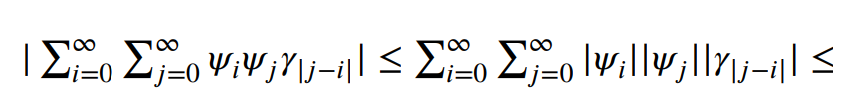 | ∑_{i=0}^{∞} ∑_{j=0}^{∞} ψ_i ψ_j γ_{|j−i|} | ≤ ∑_{i=0}^{∞} ∑_{j=0}^{∞} |ψ_i||ψ_j||γ_{|j−i|}| ≤